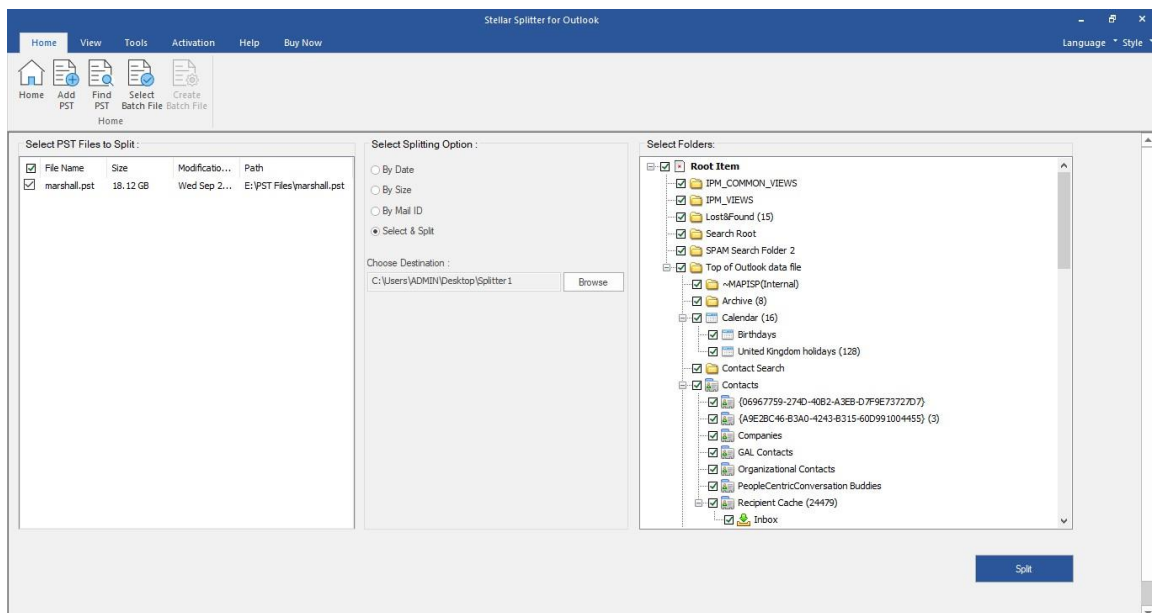 Stellar Splitter for Outlook
Home View Tools Activation Help Buy Now Language Style
Home Add PST Find PST Select Batch File Create Batch File
Home
Select PST Files to Split :
File Name Size Modificatio... Path
marshall.pst 18.12 GB Wed Sep 2... E:\PST Files\marshall.pst
Select Splitting Option :
By Date
By Size
By Mail ID
Select & Split
Choose Destination :
C:\Users\ADMIN\Desktop\Splitter1 Browse
Select Folders:
Root Item
IPM_COMMON_VIEWS
IPM_VIEWS
Lost&Found (15)
Search Root
SPAM Search Folder 2
Top of Outlook data file
~MAPISP(Internal)
Archive (8)
Calendar (16)
Birthdays
United Kingdom holidays (128)
Contact Search
Contacts
{06967759-274D-40B2-A3EB-D7F9E73727D7}
{A9E2BC46-B3A0-4243-B315-60D991004455} (3)
Companies
GAL Contacts
Organizational Contacts
PeopleCentricConversation Buddies
Recipient Cache (24479)
Inbox
Split